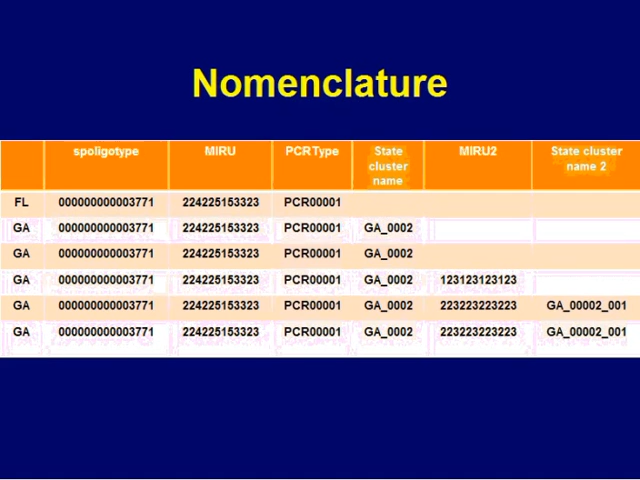 Nomenclature
spoligotype MIRU PCRType State cluster name MIRU2 State cluster name 2
FL 000000000003771 224225153323 PCR00001
GA 000000000003771 224225153323 PCR00001 GA_0002
GA 000000000003771 224225153323 PCR00001 GA_0002
GA 000000000003771 224225153323 PCR00001 GA_0002 123123123123
GA 000000000003771 224225153323 PCR00001 GA_0002 223223223223 GA_00002_001
GA 000000000003771 224225153323 PCR00001 GA_0002 223223223223 GA_00002_001